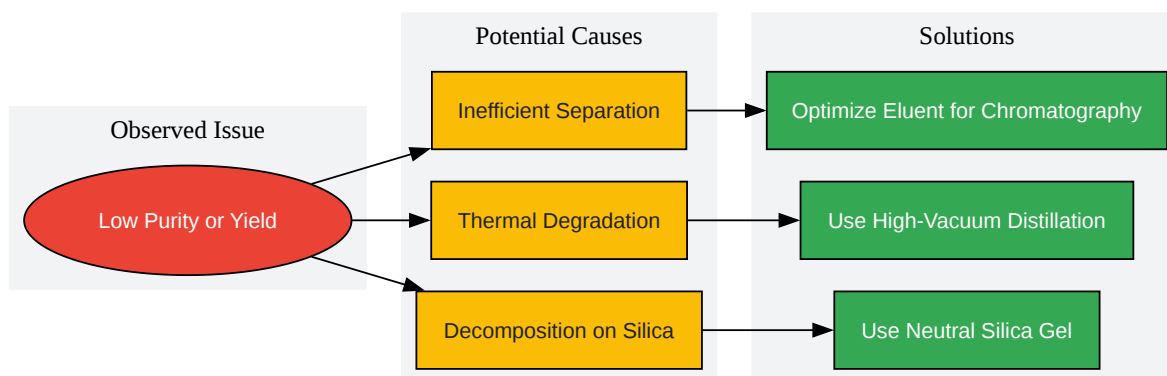 Potential Causes
Solutions
Inefficient Separation
Optimize Eluent for Chromatography
Observed Issue
Low Purity or Yield
Thermal Degradation
Use High-Vacuum Distillation
Decomposition on Silica
Use Neutral Silica Gel